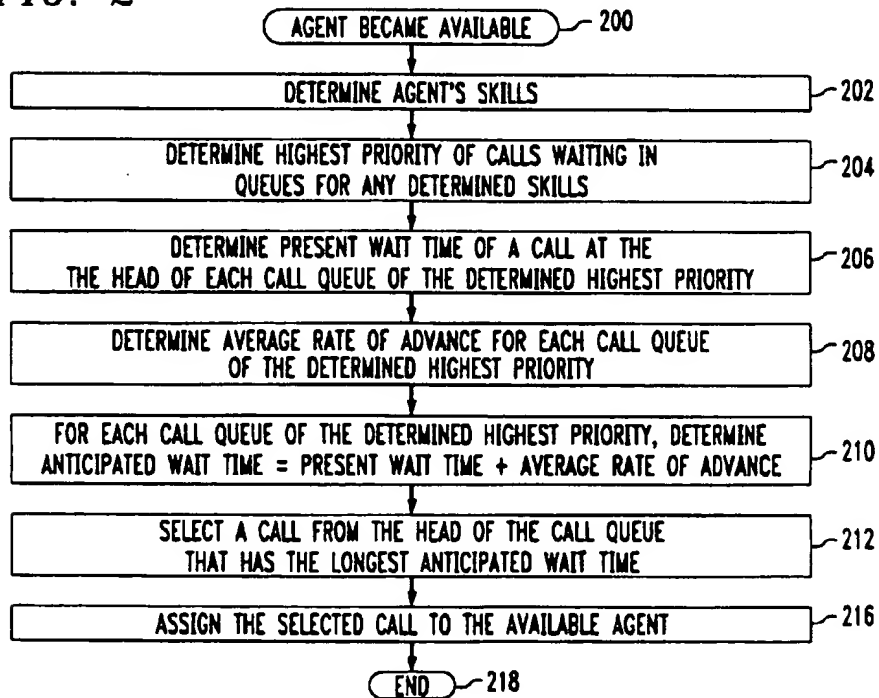 FIG. 2
AGENT BECAME AVAILABLE 200
DETERMINE AGENT'S SKILLS 202
DETERMINE HIGHEST PRIORITY OF CALLS WAITING IN
QUEUES FOR ANY DETERMINED SKILLS 204
DETERMINE PRESENT WAIT TIME OF A CALL AT THE
THE HEAD OF EACH CALL QUEUE OF THE DETERMINED HIGHEST PRIORITY 206
DETERMINE AVERAGE RATE OF ADVANCE FOR EACH CALL QUEUE
OF THE DETERMINED HIGHEST PRIORITY 208
FOR EACH CALL QUEUE OF THE DETERMINED HIGHEST PRIORITY, DETERMINE
ANTICIPATED WAIT TIME = PRESENT WAIT TIME + AVERAGE RATE OF ADVANCE 210
SELECT A CALL FROM THE HEAD OF THE CALL QUEUE
THAT HAS THE LONGEST ANTICIPATED WAIT TIME 212
ASSIGN THE SELECTED CALL TO THE AVAILABLE AGENT 216
END 218